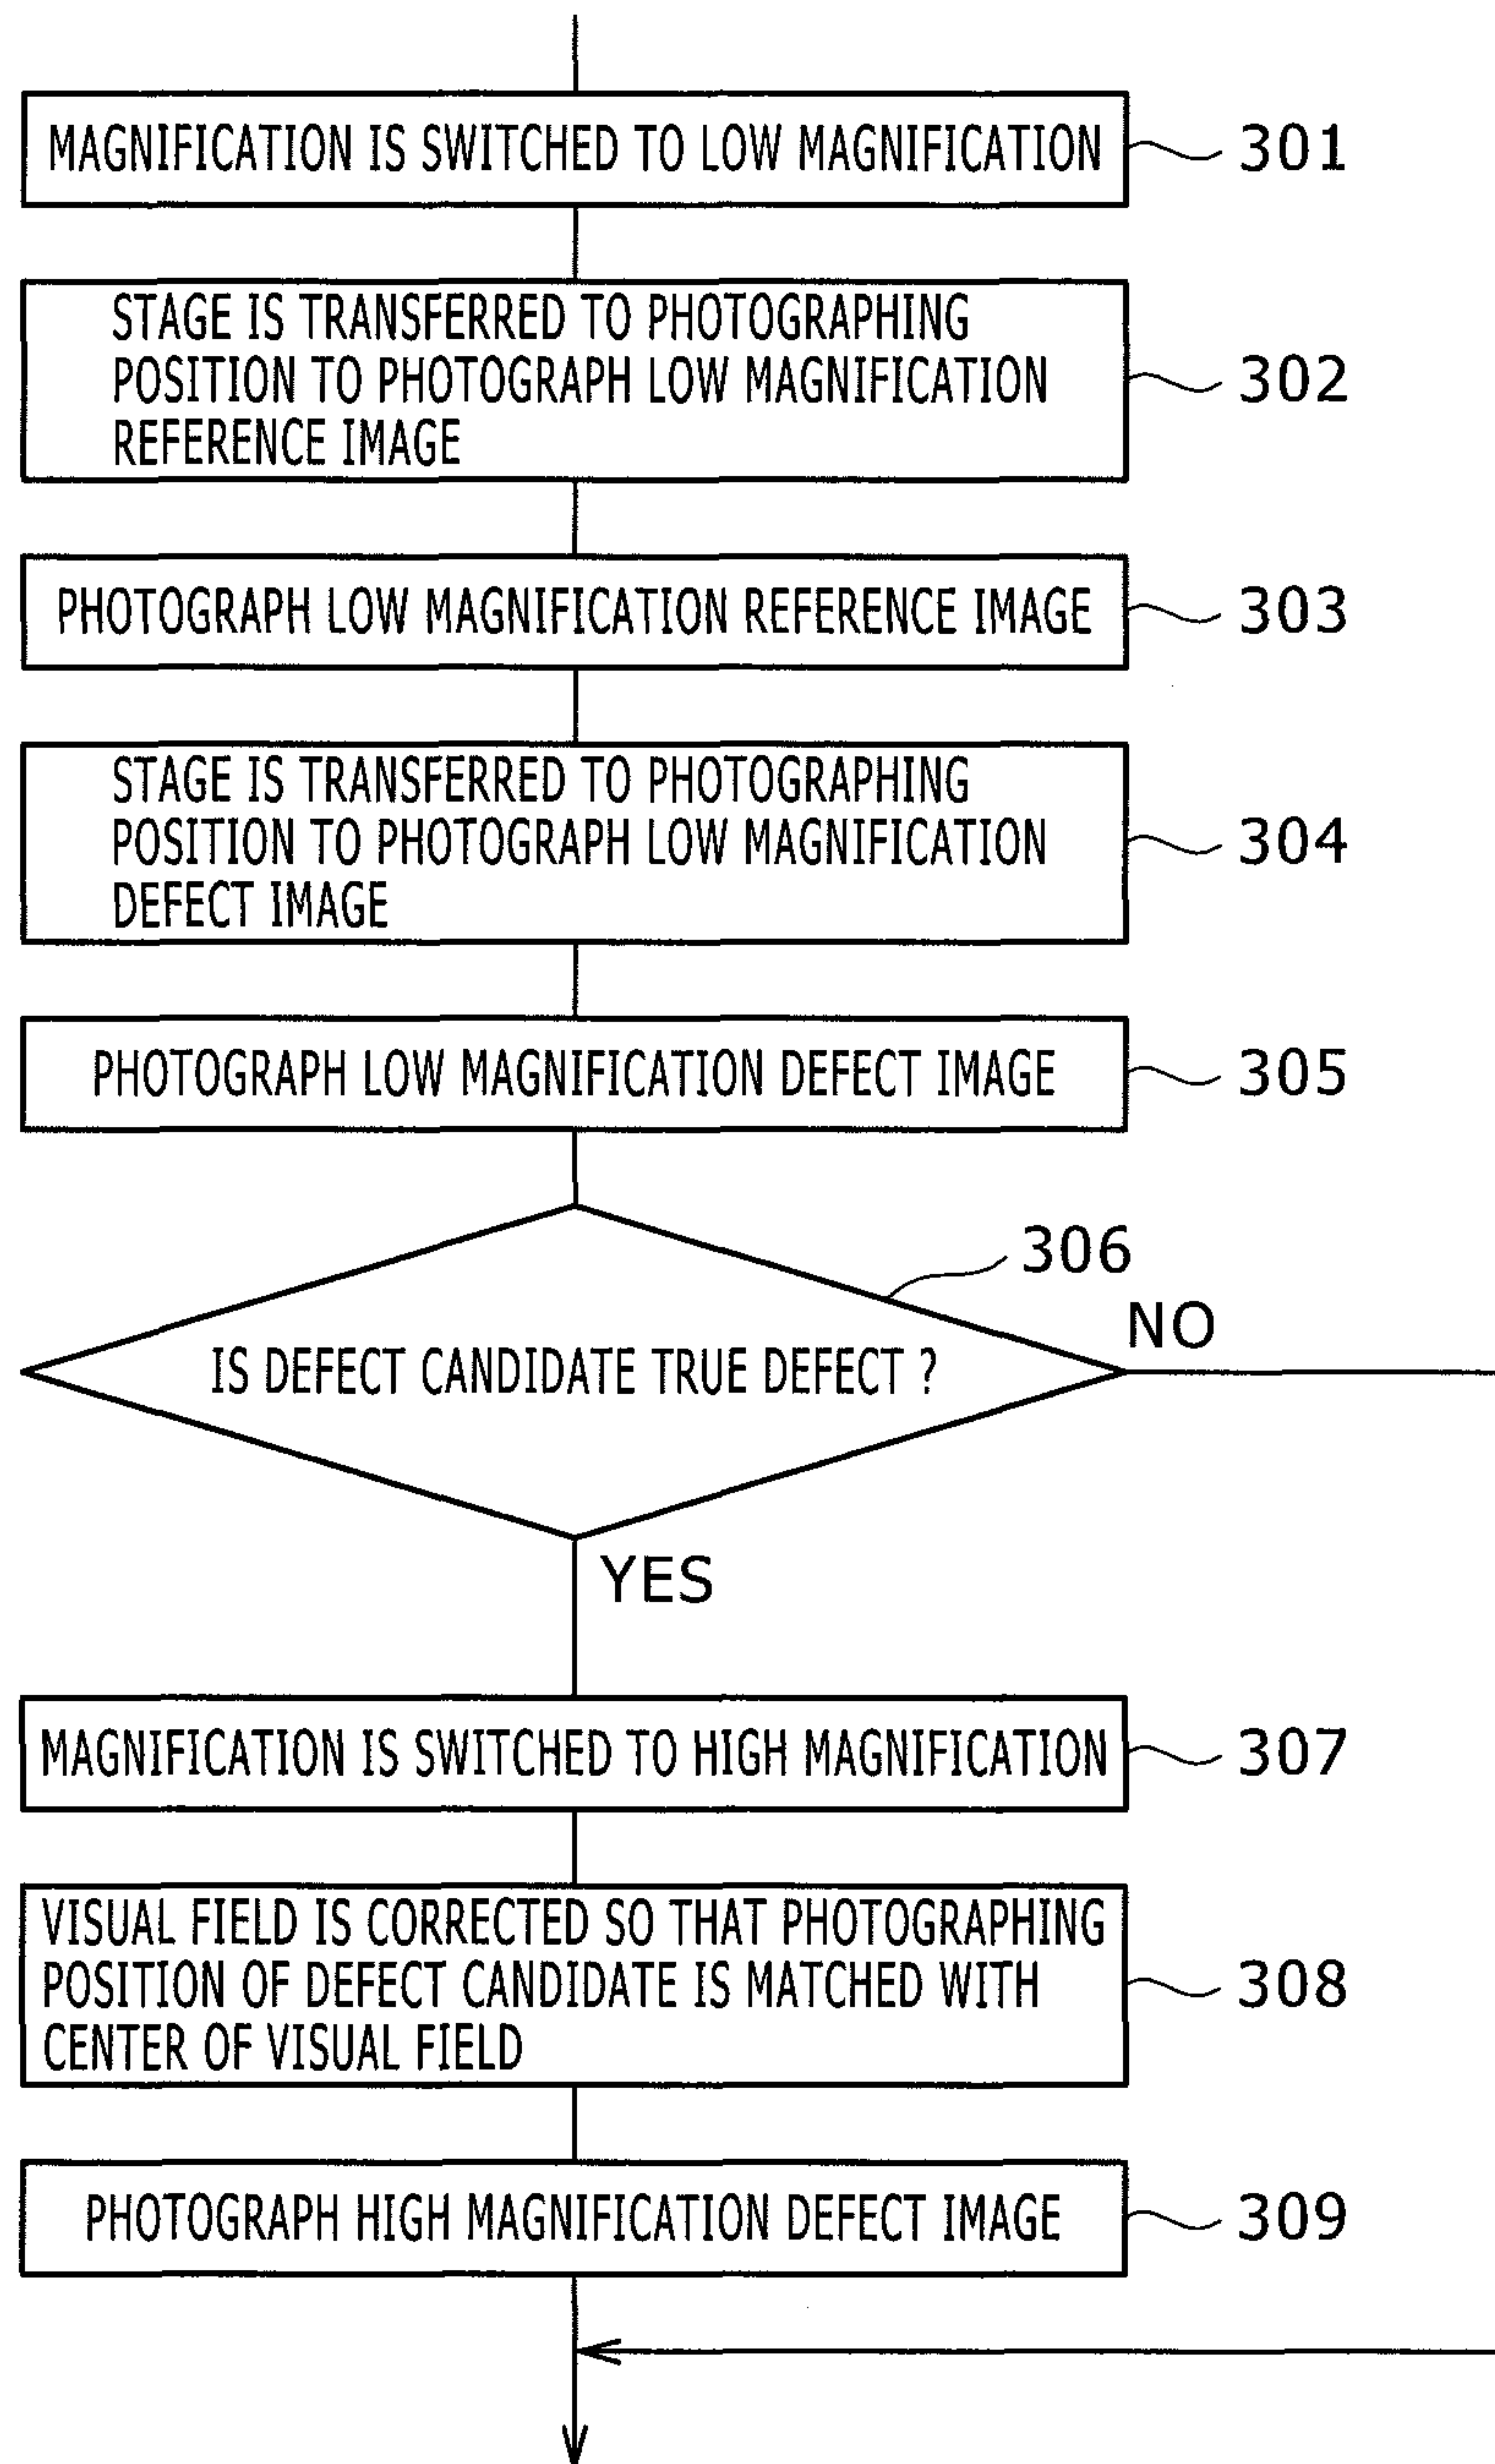 MAGNIFICATION IS SWITCHED TO LOW MAGNIFICATION
301
STAGE IS TRANSFERRED TO PHOTOGRAPHING
POSITION TO PHOTOGRAPH LOW MAGNIFICATION
REFERENCE IMAGE
302
PHOTOGRAPH LOW MAGNIFICATION REFERENCE IMAGE
303
STAGE IS TRANSFERRED TO PHOTOGRAPHING
POSITION TO PHOTOGRAPH LOW MAGNIFICATION
DEFECT IMAGE
304
PHOTOGRAPH LOW MAGNIFICATION DEFECT IMAGE
305
306
NO
IS DEFECT CANDIDATE TRUE DEFECT ?
YES
MAGNIFICATION IS SWITCHED TO HIGH MAGNIFICATION
307
VISUAL FIELD IS CORRECTED SO THAT PHOTOGRAPHING
POSITION OF DEFECT CANDIDATE IS MATCHED WITH
CENTER OF VISUAL FIELD
308
PHOTOGRAPH HIGH MAGNIFICATION DEFECT IMAGE
309